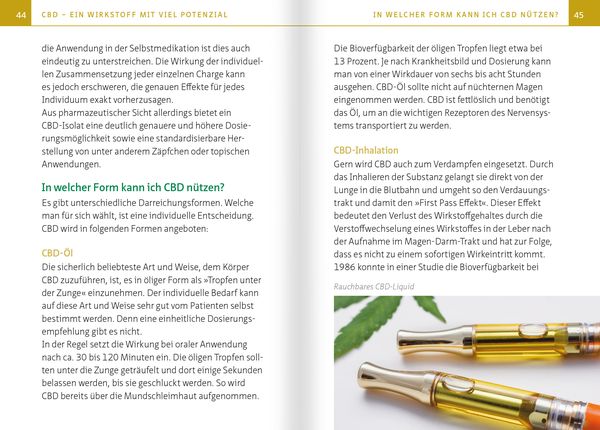 44
CBD – EIN WIRKSTOFF MIT VIEL POTENZIAL
die Anwendung in der Selbstmedikation ist dies auch
eindeutig zu unterstreichen. Die Wirkung der individuel-
len Zusammensetzung jeder einzelnen Charge kann
es jedoch erschweren, die genauen Effekte für jedes
Individuum exakt vorherzusagen.
Aus pharmazeutischer Sicht allerdings bietet ein
CBD-Isolat eine deutlich genauere und höhere Dosie-
rungsmöglichkeit sowie eine standardisierbare Her-
stellung von unter anderem Zäpfchen oder topischen
Anwendungen.
In welcher Form kann ich CBD nützen?
Es gibt unterschiedliche Darreichungsformen. Welche
man für sich wählt, ist eine individuelle Entscheidung.
CBD wird in folgenden Formen angeboten:
CBD-Öl
Die sicherlich beliebteste Art und Weise, dem Körper
CBD zuzuführen, ist, es in öliger Form als »Tropfen unter
der Zunge« einzunehmen. Der individuelle Bedarf kann
auf diese Art und Weise sehr gut vom Patienten selbst
bestimmt werden. Denn eine einheitliche Dosierungs-
empfehlung gibt es nicht.
In der Regel setzt die Wirkung bei oraler Anwendung
nach ca. 30 bis 120 Minuten ein. Die öligen Tropfen soll-
ten unter die Zunge geträufelt und dort einige Sekunden
belassen werden, bis sie geschluckt werden. So wird
CBD bereits über die Mundschleimhaut aufgenommen.
IN WELCHER FORM KANN ICH CBD NÜTZEN?
45
Die Bioverfügbarkeit der öligen Tropfen liegt etwa bei
13 Prozent. Je nach Krankheitsbild und Dosierung kann
man von einer Wirkdauer von sechs bis acht Stunden
ausgehen. CBD-Öl sollte nicht auf nüchternen Magen
eingenommen werden. CBD ist fettlöslich und benötigt
das Öl, um an die wichtigen Rezeptoren des Nervensys-
tems transportiert zu werden.
CBD-Inhalation
Gern wird CBD auch zum Verdampfen eingesetzt. Durch
das Inhalieren der Substanz gelangt sie direkt von der
Lunge in die Blutbahn und umgeht so den Verdauungs-
trakt und damit den »First Pass Effekt«. Dieser Effekt
bedeutet den Verlust des Wirkstoffgehaltes durch die
Verstoffwechselung eines Wirkstoffes in der Leber nach
der Aufnahme im Magen-Darm-Trakt und hat zur Folge,
dass es nicht zu einem sofortigen Wirkeintritt kommt.
1986 konnte in einer Studie die Bioverfügbarkeit bei
Rauchbares CBD-Liquid